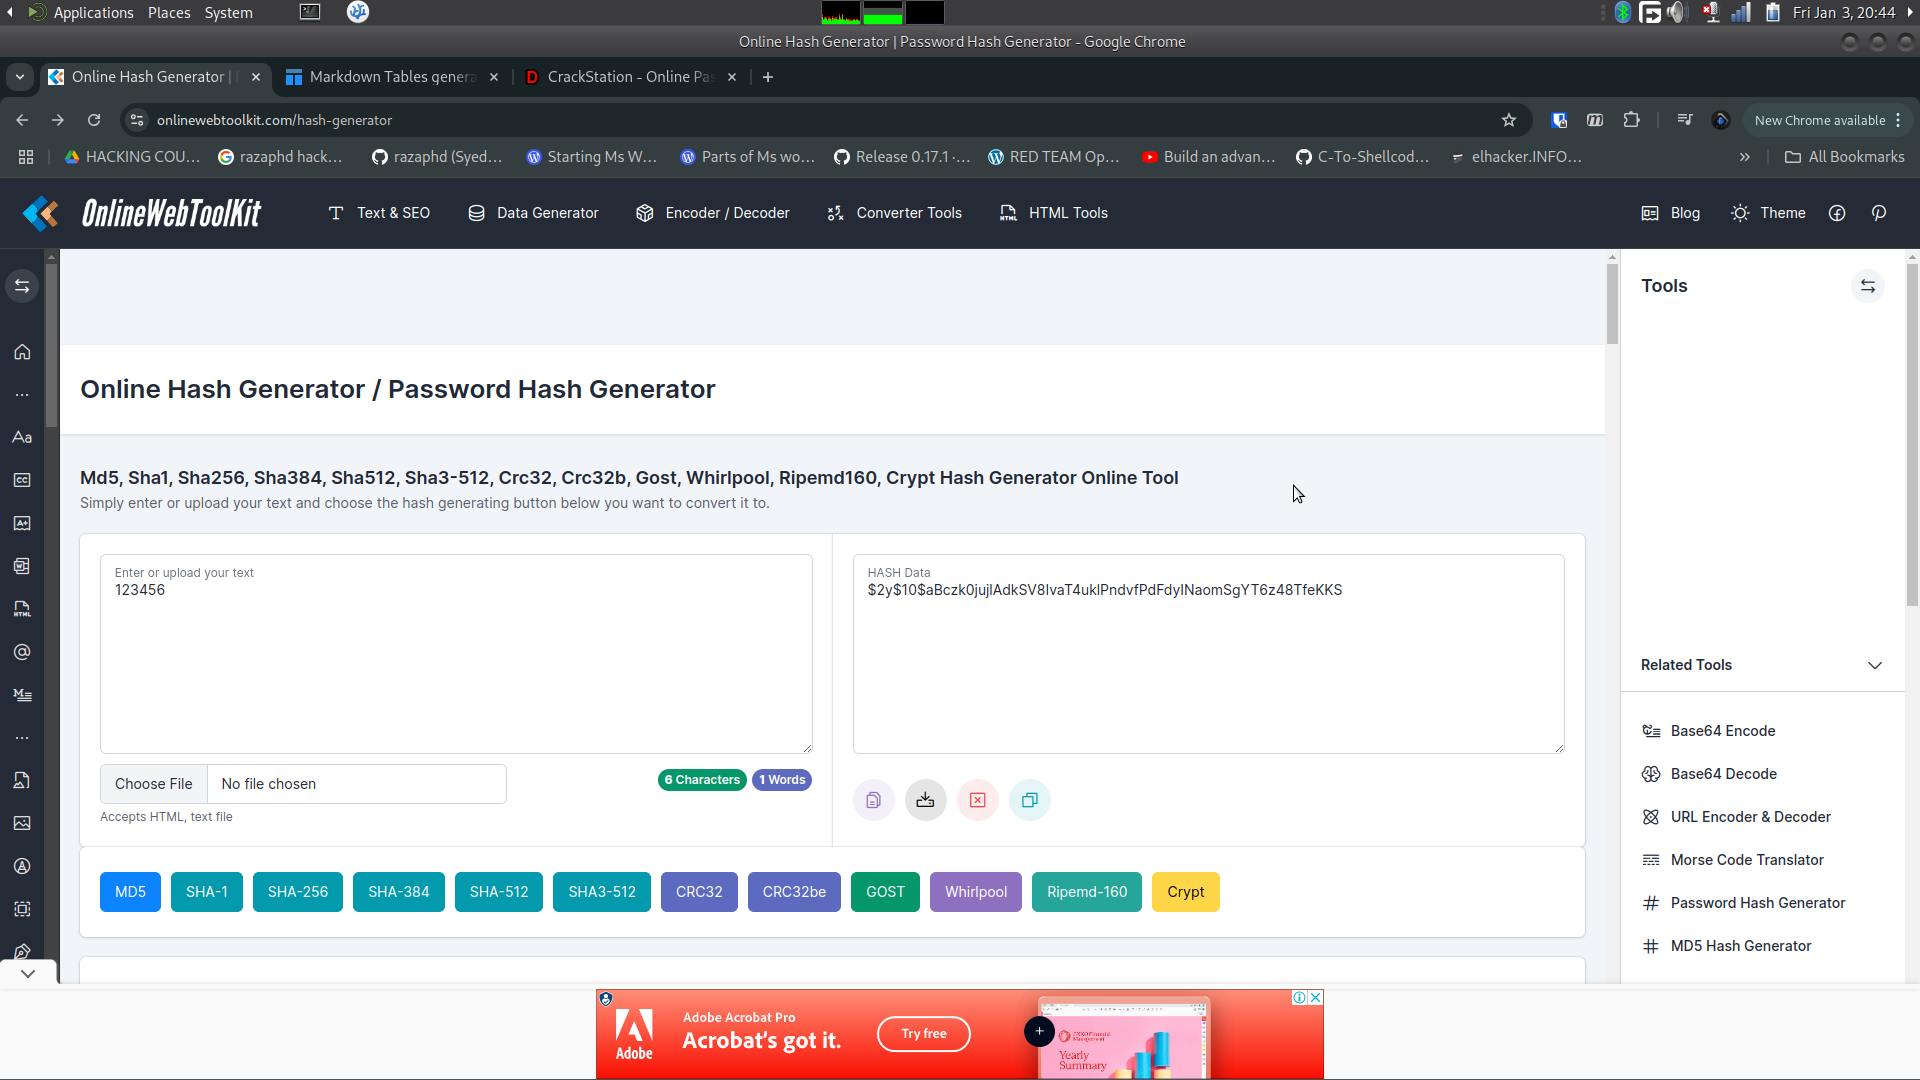 Applications Places System
Fri Jan 3, 20:44
Online Hash Generator | Password Hash Generator - Google Chrome
Online Hash Generator |
Markdown Tables genera
CrackStation - Online Pas
onlinewebtoolkit.com/hash-generator
New Chrome available
HACKING COU...
razaphd hack...
razaphd (Syed...
Starting Ms W...
Parts of Ms wo...
Release 0.17.1 ·...
RED TEAM Op...
Build an advan...
C-To-Shellcod...
elhacker.INFO...
All Bookmarks
OnlineWebToolKit
Text & SEO
Data Generator
Encoder / Decoder
Converter Tools
HTML Tools
Blog
Theme
Tools
Online Hash Generator / Password Hash Generator
Md5, Sha1, Sha256, Sha384, Sha512, Sha3-512, Crc32, Crc32b, Gost, Whirlpool, Ripemd160, Crypt Hash Generator Online Tool
Simply enter or upload your text and choose the hash generating button below you want to convert it to.
Enter or upload your text
123456
HASH Data
Choose File No file chosen
6 Characters 1 Words
Accepts HTML, text file
MD5 SHA-1 SHA-256 SHA-384 SHA-512 SHA3-512 CRC32 CRC32be GOST Whirlpool Ripemd-160 Crypt
Related Tools
Base64 Encode
Base64 Decode
URL Encoder & Decoder
Morse Code Translator
Password Hash Generator
MD5 Hash Generator
Adobe
Adobe Acrobat Pro
Acrobat's got it.
Try free
Yearly
Summary